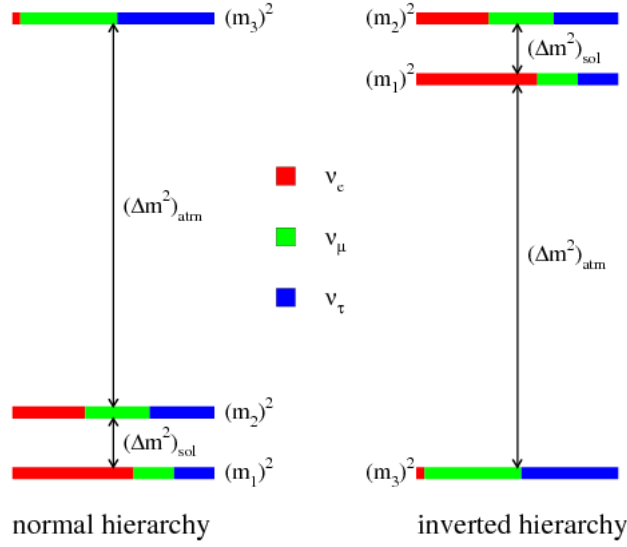 (m₃)²
(Δm²)atm
(m₂)²
(Δm²)sol
(m₁)²
normal hierarchy
νe
νμ
ντ
(m₂)²
(Δm²)sol
(m₁)²
(Δm²)atm
(m₃)²
inverted hierarchy